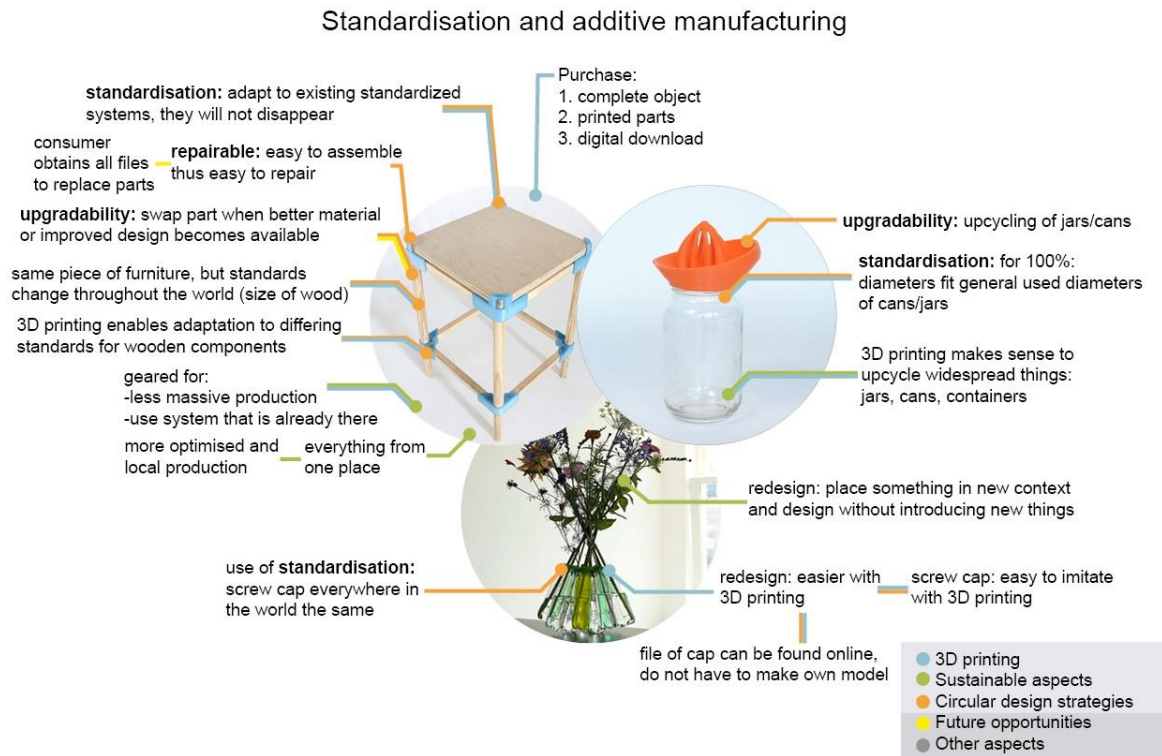 Standardisation and additive manufacturing
standardisation: adapt to existing standardized
systems, they will not disappear
Purchase:
1. complete object
2. printed parts
3. digital download
consumer
obtains all files
to replace parts
repairable: easy to assemble
thus easy to repair
upgradability: swap part when better material
or improved design becomes available
same piece of furniture, but standards
change throughout the world (size of wood)
3D printing enables adaptation to differing
standards for wooden components
geared for:
-less massive production
-use system that is already there
more optimised and
local production
everything from
one place
upgradability: upcycling of jars/cans
standardisation: for 100%:
diameters fit general used diameters
of cans/jars
3D printing makes sense to
upcycle widespread things:
jars, cans, containers
redesign: place something in new context
and design without introducing new things
use of standardisation:
screw cap everywhere in
the world the same
redesign: easier with
3D printing
screw cap: easy to imitate
with 3D printing
file of cap can be found online,
do not have to make own model
3D printing
Sustainable aspects
Circular design strategies
Future opportunities
Other aspects